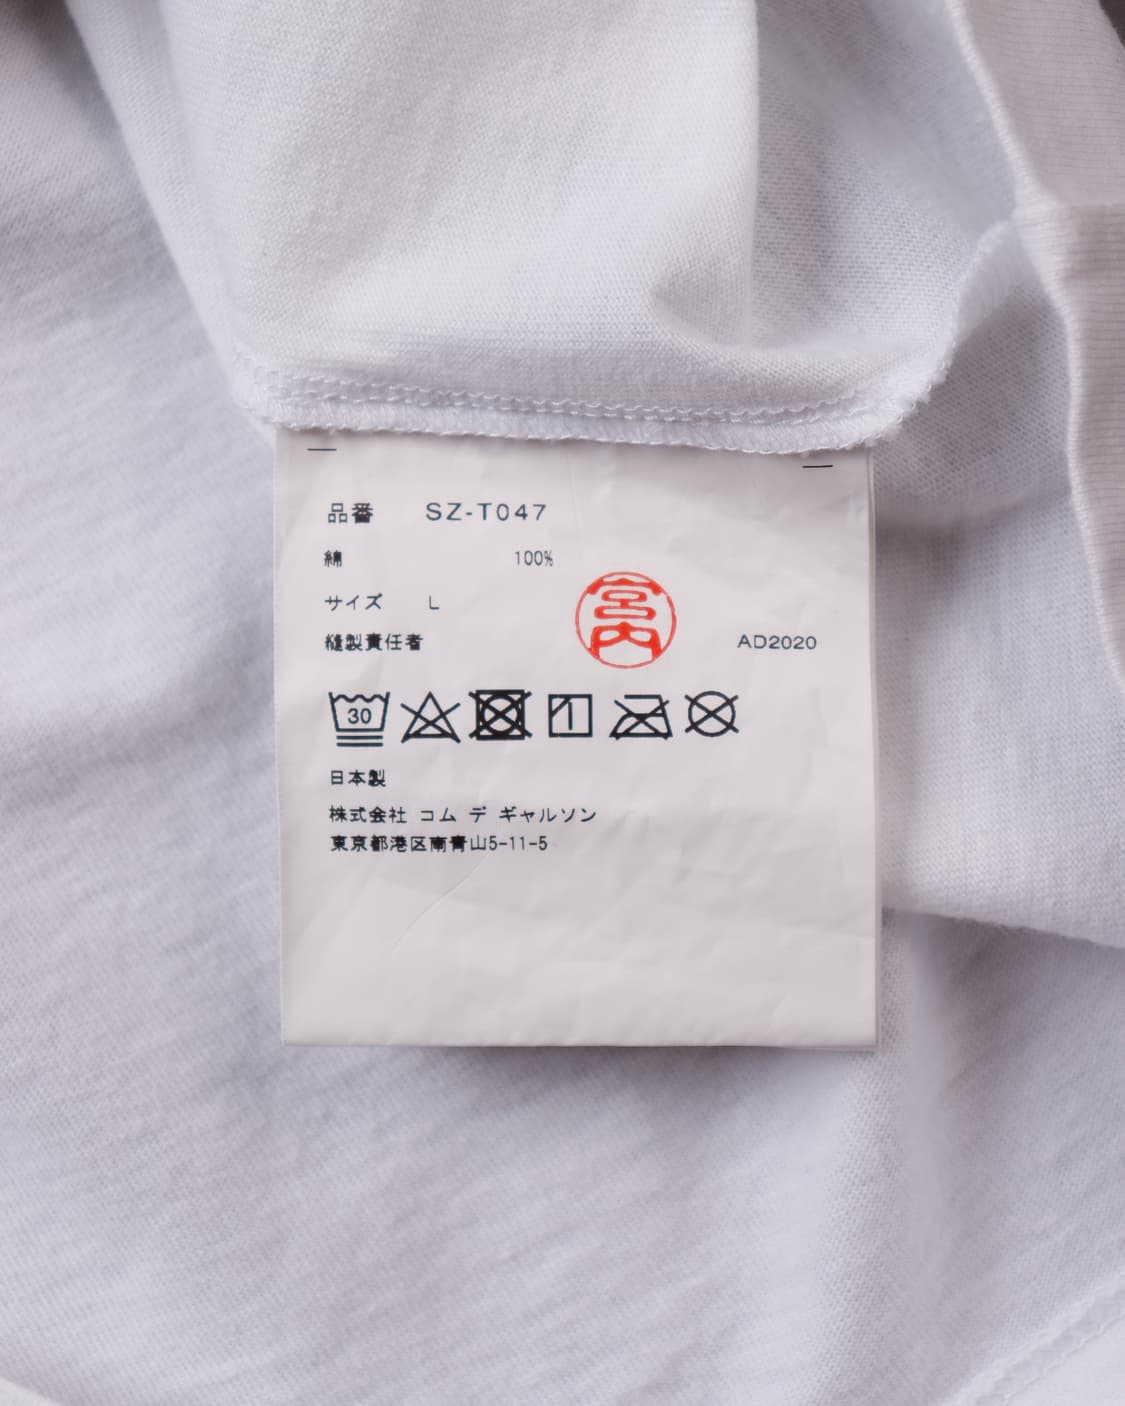 品番 SZ-T047
綿 100%
サイズ L
縫製責任者 宮内 AD2020
30
日本製
株式会社 コム デ ギャルソン
東京都港区南青山5-11-5